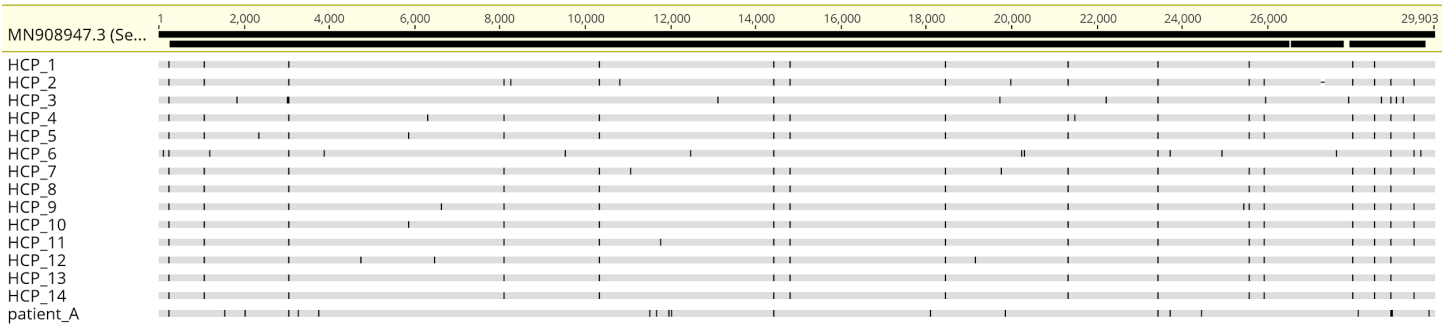 1 2,000 4,000 6,000 8,000 10,000 12,000 14,000 16,000 18,000 20,000 22,000 24,000 26,000 29,903
MN908947.3 (Se...
HCP_1
HCP_2
HCP_3
HCP_4
HCP_5
HCP_6
HCP_7
HCP_8
HCP_9
HCP_10
HCP_11
HCP_12
HCP_13
HCP_14
patient_A